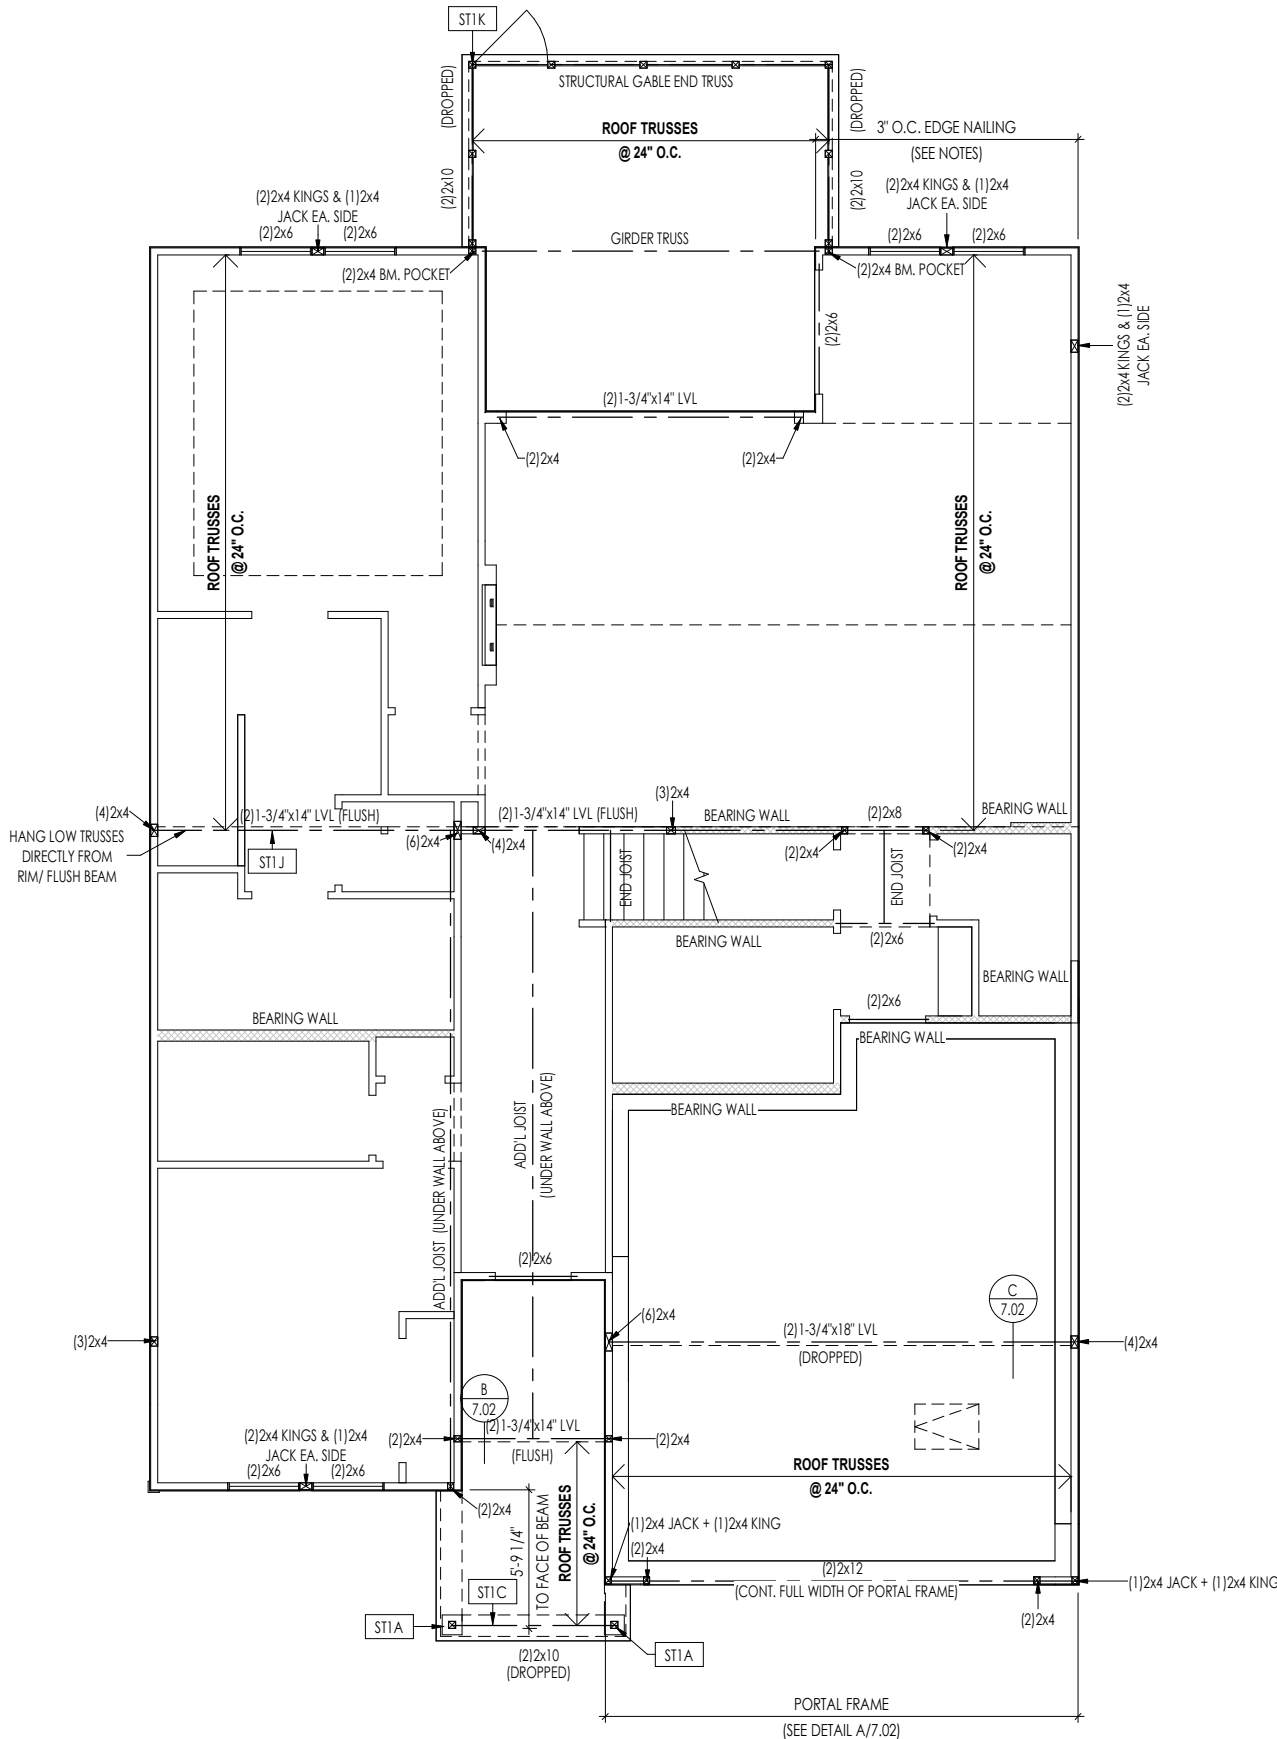 ST1K
STRUCTURAL GABLE END TRUSS
(DROPPED)
(DROPPED)
ROOF TRUSSES
@ 24" O.C.
3" O.C. EDGE NAILING
(SEE NOTES)
(2)2x10
(2)2x10
(2)2x4 KINGS & (1)2x4
JACK EA. SIDE
(2)2x6
(2)2x6
(2)2x4 KINGS & (1)2x4
JACK EA. SIDE
(2)2x6
(2)2x6
GIRDER TRUSS
(2)2x4 BM. POCKET
(2)2x4 BM. POCKET
(2)2x6
(2)2x4 KINGS & (1)2x4
JACK EA. SIDE
(2)1-3/4"x14" LVL
(2)2x4
(2)2x4
ROOF TRUSSES
@ 24" O.C.
ROOF TRUSSES
@ 24" O.C.
(4)2x4
HANG LOW TRUSSES
DIRECTLY FROM
RIM/ FLUSH BEAM
(2)1-3/4"x14" LVL (FLUSH)
ST1J
(6)2x4
(4)2x4
(2)1-3/4"x14" LVL (FLUSH)
(3)2x4
BEARING WALL
(2)2x8
BEARING WALL
(2)2x4
(2)2x4
END JOIST
END JOIST
BEARING WALL
(2)2x6
BEARING WALL
(2)2x6
BEARING WALL
BEARING WALL
BEARING WALL
ADD'L JOIST
(UNDER WALL ABOVE)
ADD'L JOIST (UNDER WALL ABOVE)
(2)2x6
C
7.02
(6)2x4
(2)1-3/4"x18" LVL
(DROPPED)
(4)2x4
(3)2x4
B
7.02
(2)1-3/4"x14" LVL
(FLUSH)
(2)2x4
(2)2x4
(2)2x4 KINGS & (1)2x4
JACK EA. SIDE
(2)2x6
(2)2x6
(2)2x4
ROOF TRUSSES
@ 24" O.C.
5'-9 1/4"
TO FACE OF BEAM
ROOF TRUSSES
@ 24" O.C.
(1)2x4 JACK + (1)2x4 KING
(2)2x4
(2)2x12
(CONT. FULL WIDTH OF PORTAL FRAME)
(1)2x4 JACK + (1)2x4 KING
(2)2x4
ST1C
ST1A
ST1A
(2)2x10
(DROPPED)
PORTAL FRAME
(SEE DETAIL A/7.02)